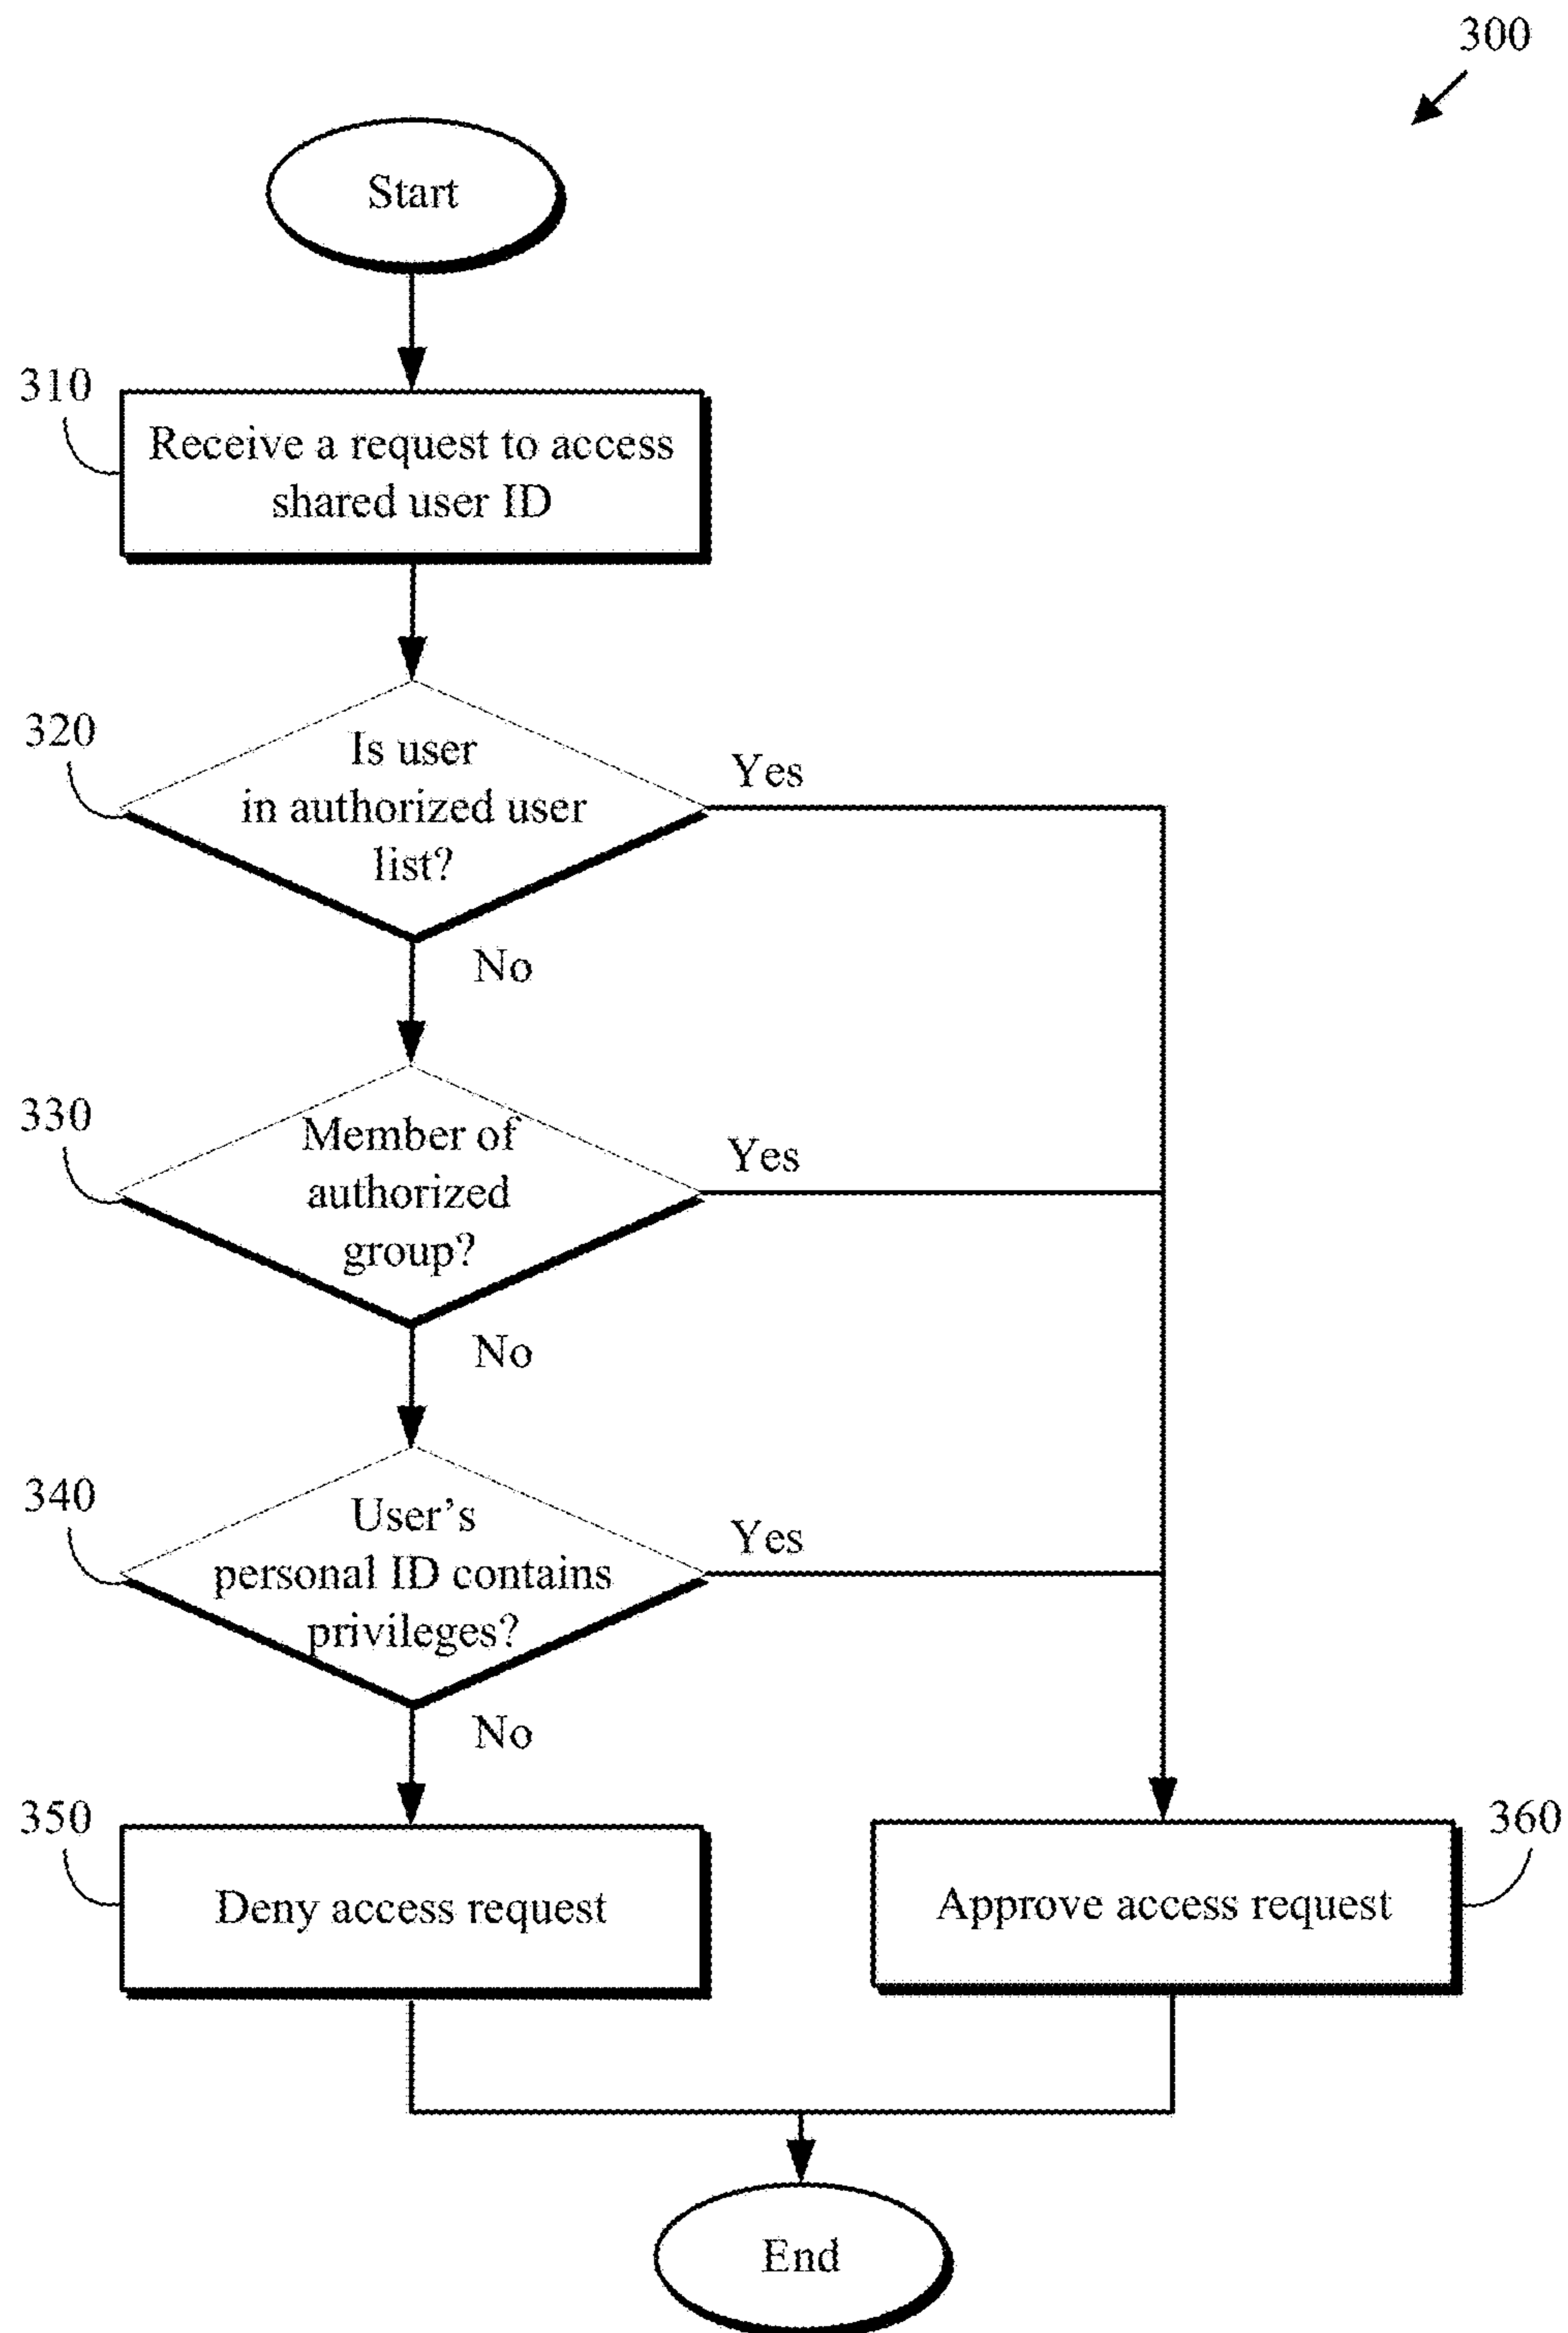 300
Start
310
Receive a request to access
shared user ID
320
Is user
in authorized user
list?
Yes
No
330
Member of
authorized
group?
Yes
No
340
User's
personal ID contains
privileges?
Yes
No
350
Deny access request
360
Approve access request
End